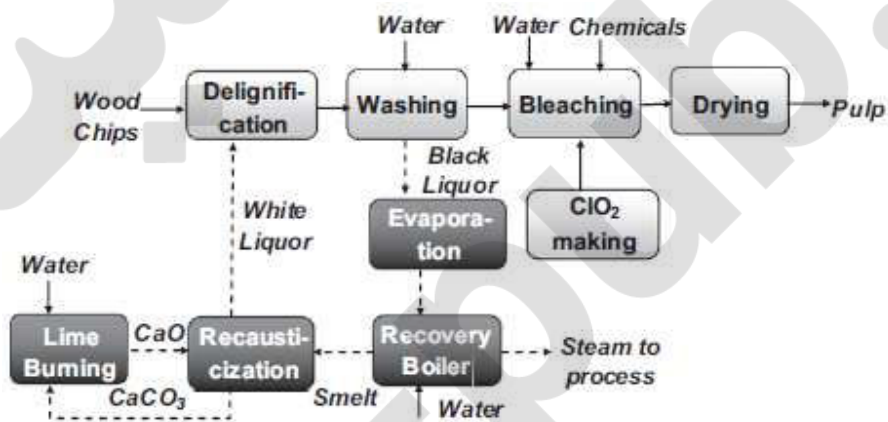 Water
Water Chemicals
Wood
Chips
Delignifi-
cation
Washing
Bleaching
Drying
Pulp
Black
Liquor
White
Liquor
Evapora-
tion
ClO2
making
Water
Lime
Burning
CaO
Recausti-
cization
Recovery
Boiler
Steam to
process
CaCO3
Smelt
Water